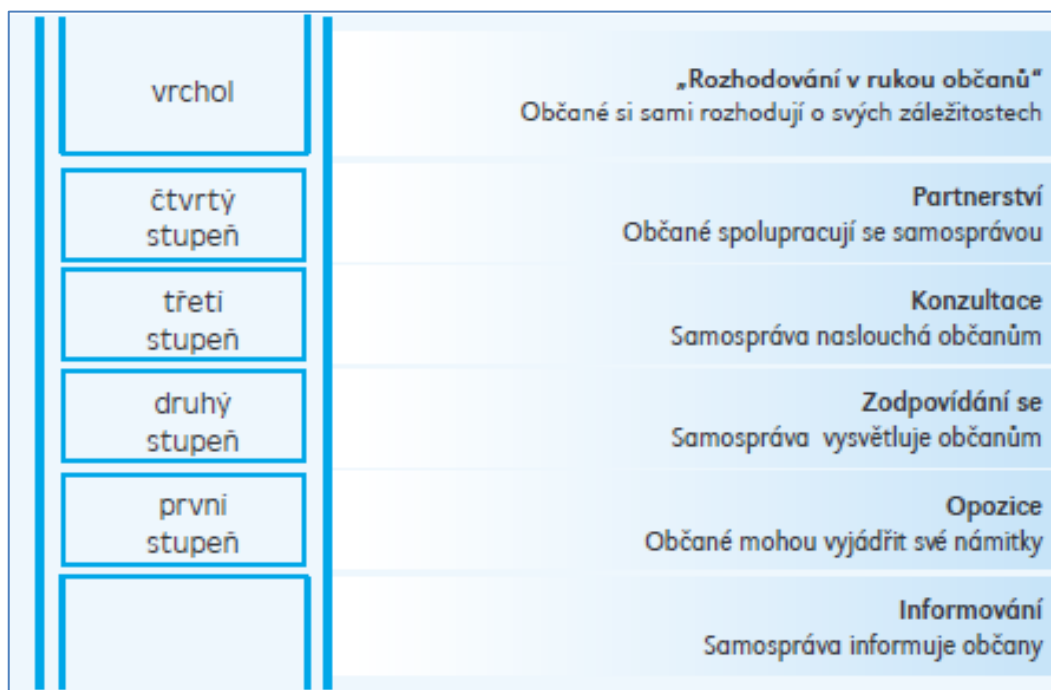 vrchol
„Rozhodování v rukou občanů“
Občané si sami rozhodují o svých záležitostech
čtvrtý
stupeň
Partnerství
Občané spolupracují se samosprávou
třetí
stupeň
Konzultace
Samospráva naslouchá občanům
druhý
stupeň
Zodpovídání se
Samospráva vysvětluje občanům
první
stupeň
Opozice
Občané mohou vyjádřit své námitky
Informování
Samospráva informuje občany